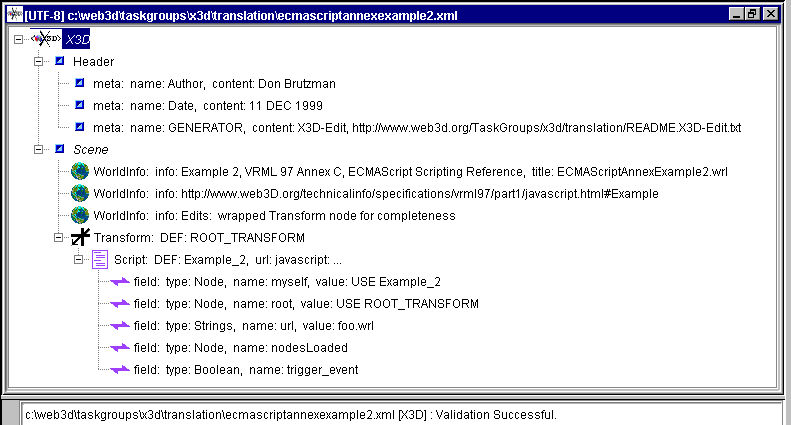 [UTF-8] c:\web3d\taskgroups\x3d\translation\ecmascriptannexexample2.xml
X3D X3D
Header
meta: name: Author, content: Don Brutzman
meta: name: Date, content: 11 DEC 1999
meta: name: GENERATOR, content: X3D-Edit, http://www.web3d.org/TaskGroups/x3d/translation/README.X3D-Edit.txt
Scene
WorldInfo: info: Example 2, VRML 97 Annex C, ECMAScript Scripting Reference, title: ECMAScriptAnnexExample2.wrl
WorldInfo: info: http://www.web3D.org/technicalinfo/specifications/vrml97/part1/javascript.html#Example
WorldInfo: info: Edits: wrapped Transform node for completeness
Transform: DEF: ROOT_TRANSFORM
Script: DEF: Example_2, url: javascript: ...
field: type: Node, name: myself, value: USE Example_2
field: type: Node, name: root, value: USE ROOT_TRANSFORM
field: type: Strings, name: url, value: foo.wrl
field: type: Node, name: nodesLoaded
field: type: Boolean, name: trigger_event
c:\web3d\taskgroups\x3d\translation\ecmascriptannexexample2.xml [X3D] : Validation Successful.